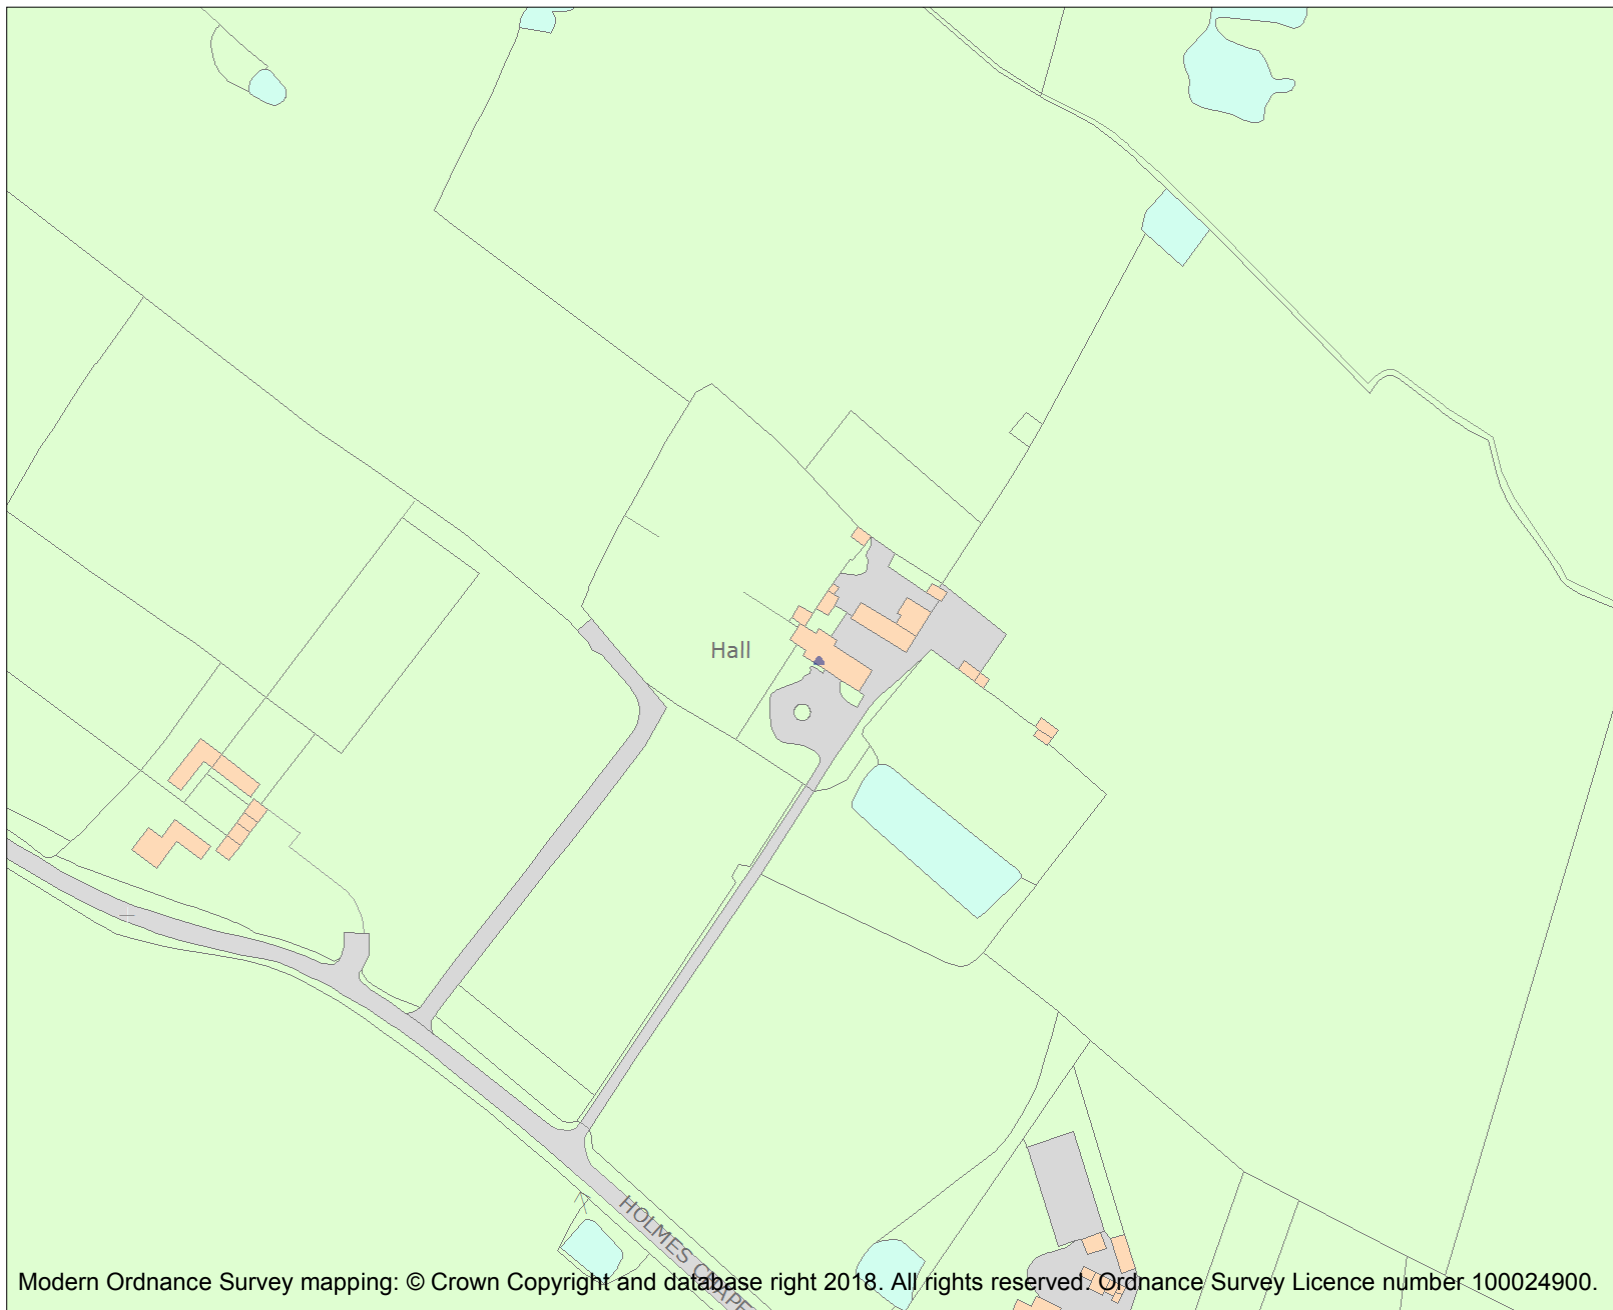 Hall
HOLMES CHAPE
Modern Ordnance Survey mapping: © Crown Copyright and database right 2018. All rights reserved. Ordnance Survey Licence number 100024900.